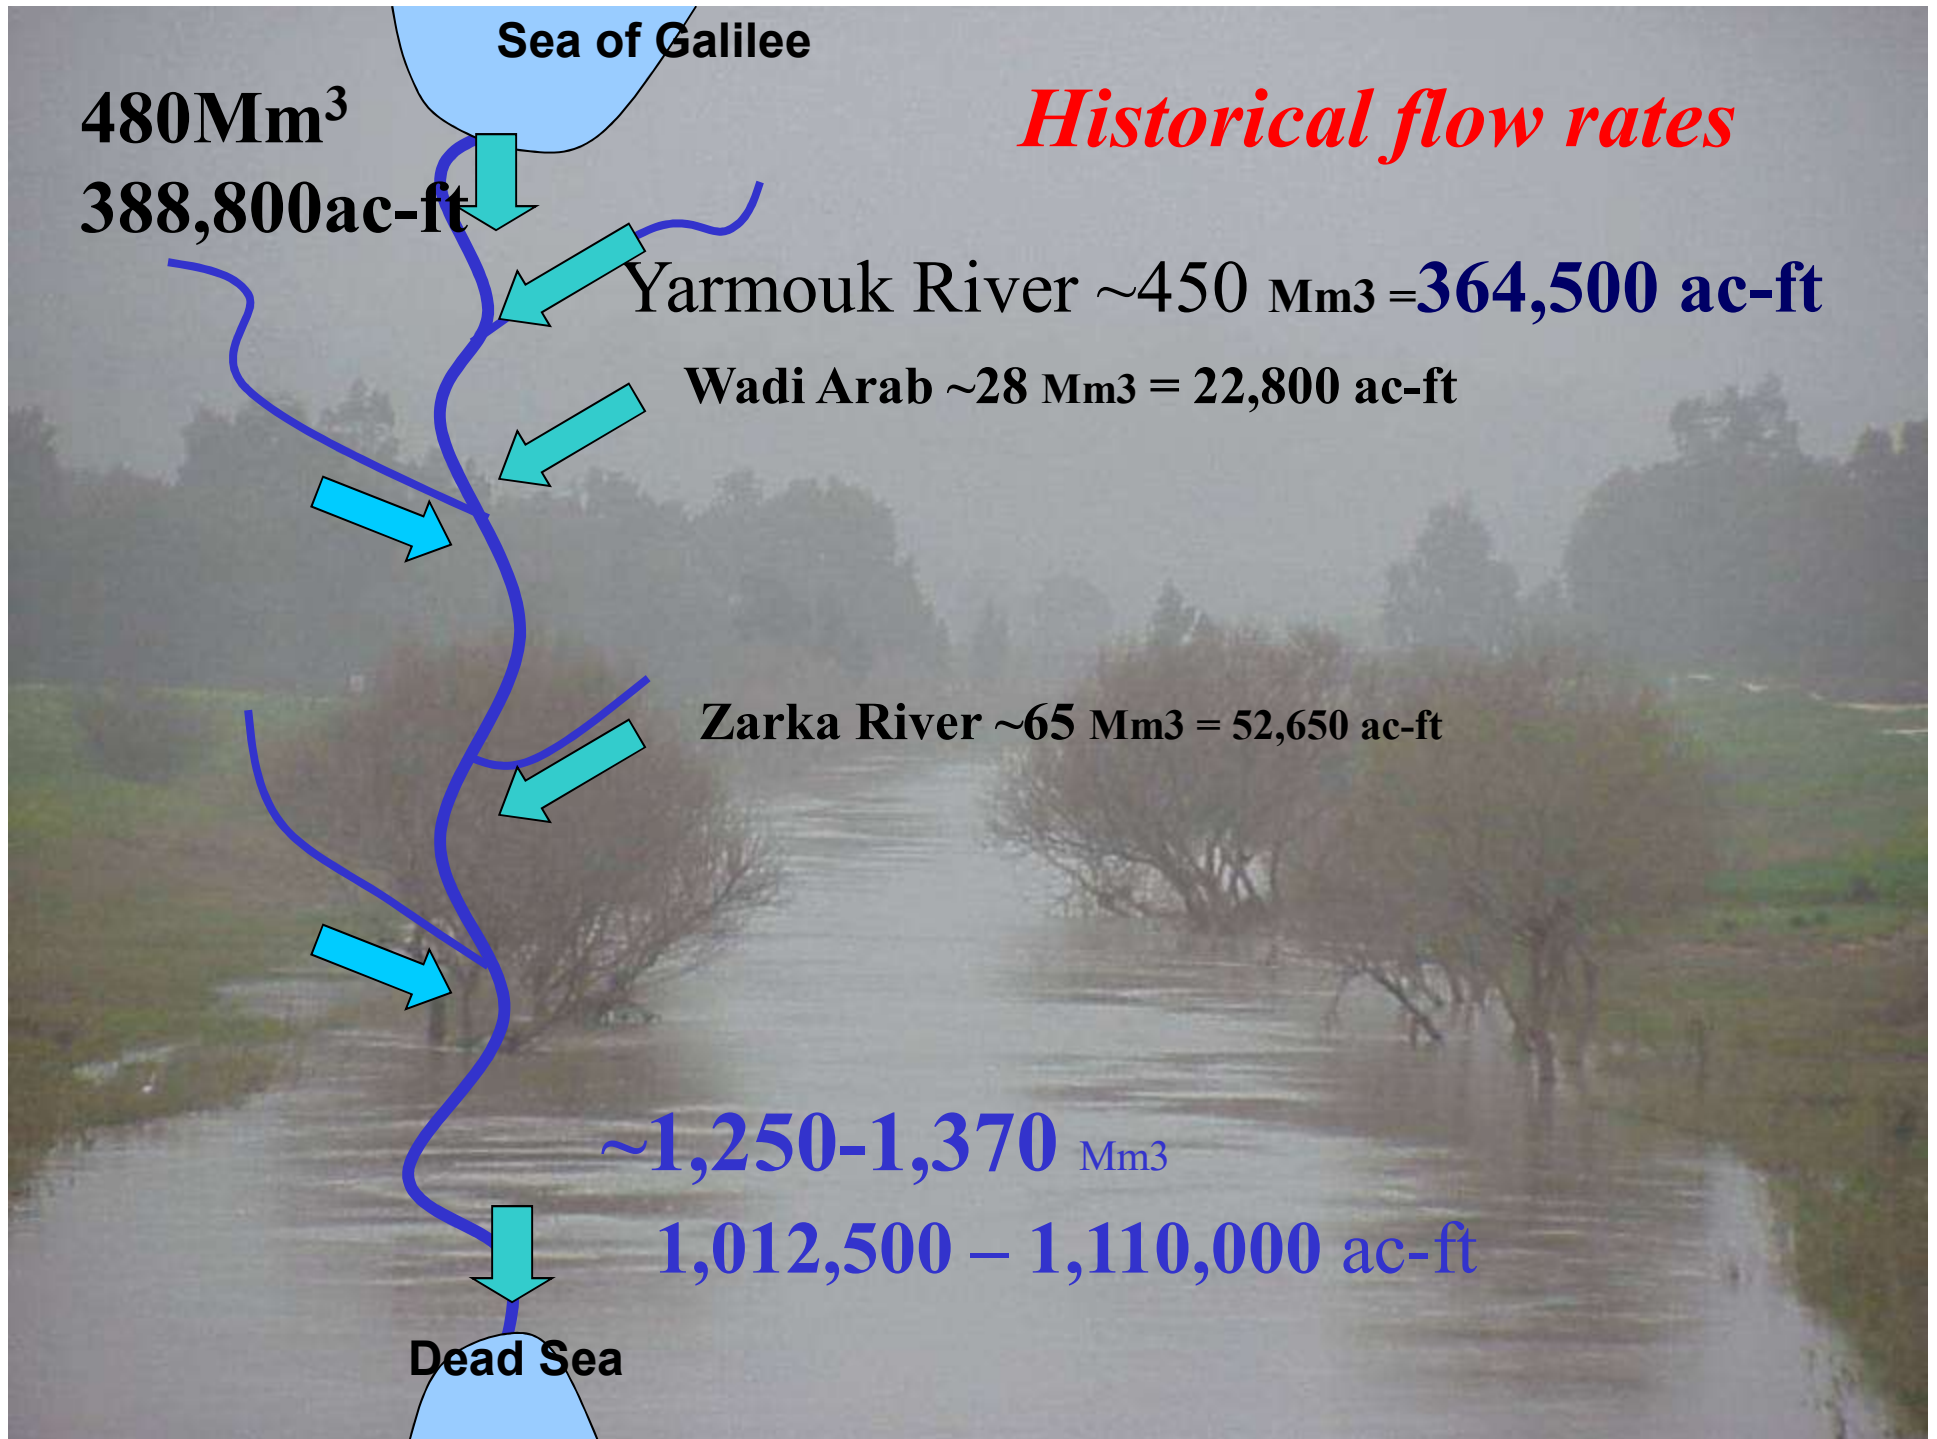 Sea of Galilee
480Mm³
388,800ac-ft
Historical flow rates
Yarmouk River ~450 Mm3 =364,500 ac-ft
Wadi Arab ~28 Mm3 = 22,800 ac-ft
Zarka River ~65 Mm3 = 52,650 ac-ft
~1,250-1,370 Mm3
1,012,500 – 1,110,000 ac-ft
Dead Sea